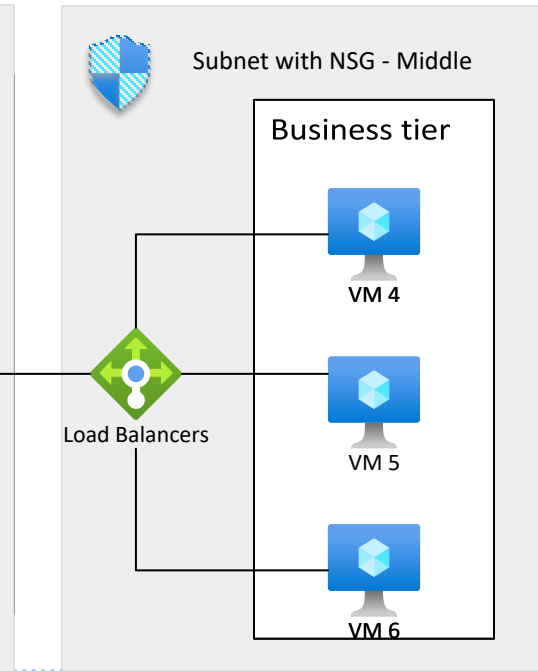 Subnet with NSG - Middle
Business tier
VM 4
Load Balancers
VM 5
VM 6